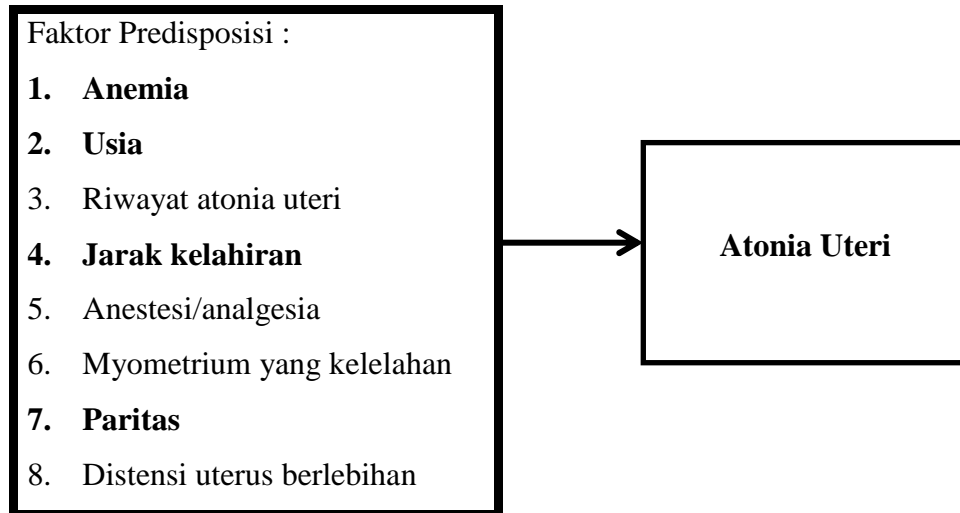 Faktor Predisposisi :
1. Anemia
2. Usia
3. Riwayat atonia uteri
4. Jarak kelahiran
5. Anestesi/analgesia
6. Myometrium yang kelelahan
7. Paritas
8. Distensi uterus berlebihan
Atonia Uteri